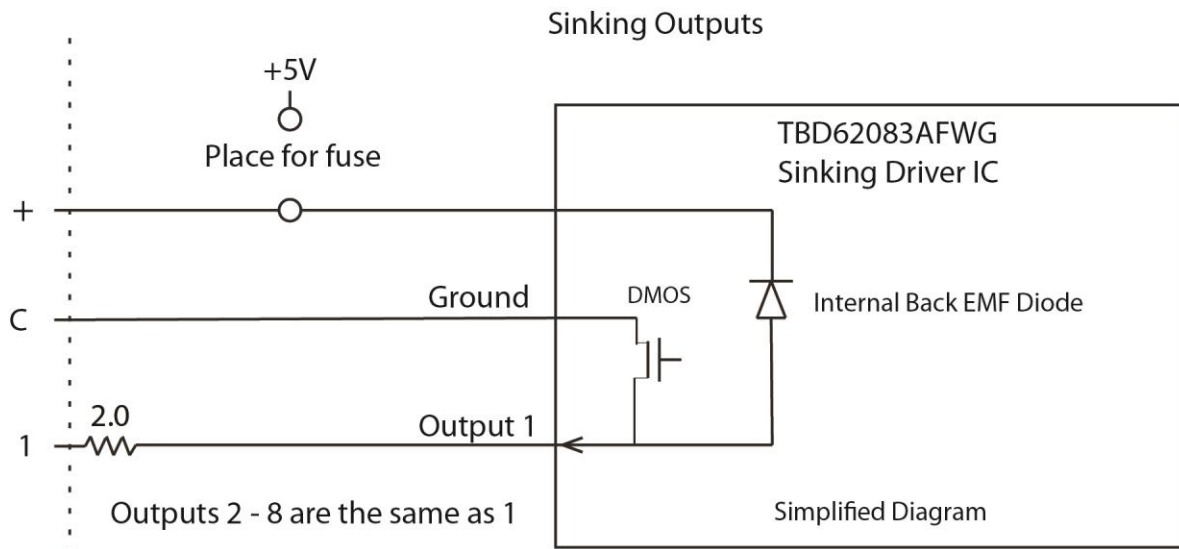 Sinking Outputs
+5V
Place for fuse
TBD62083AFWG
Sinking Driver IC
+
Ground
DMOS
Internal Back EMF Diode
C
2.0
Output 1
1
Outputs 2 - 8 are the same as 1
Simplified Diagram